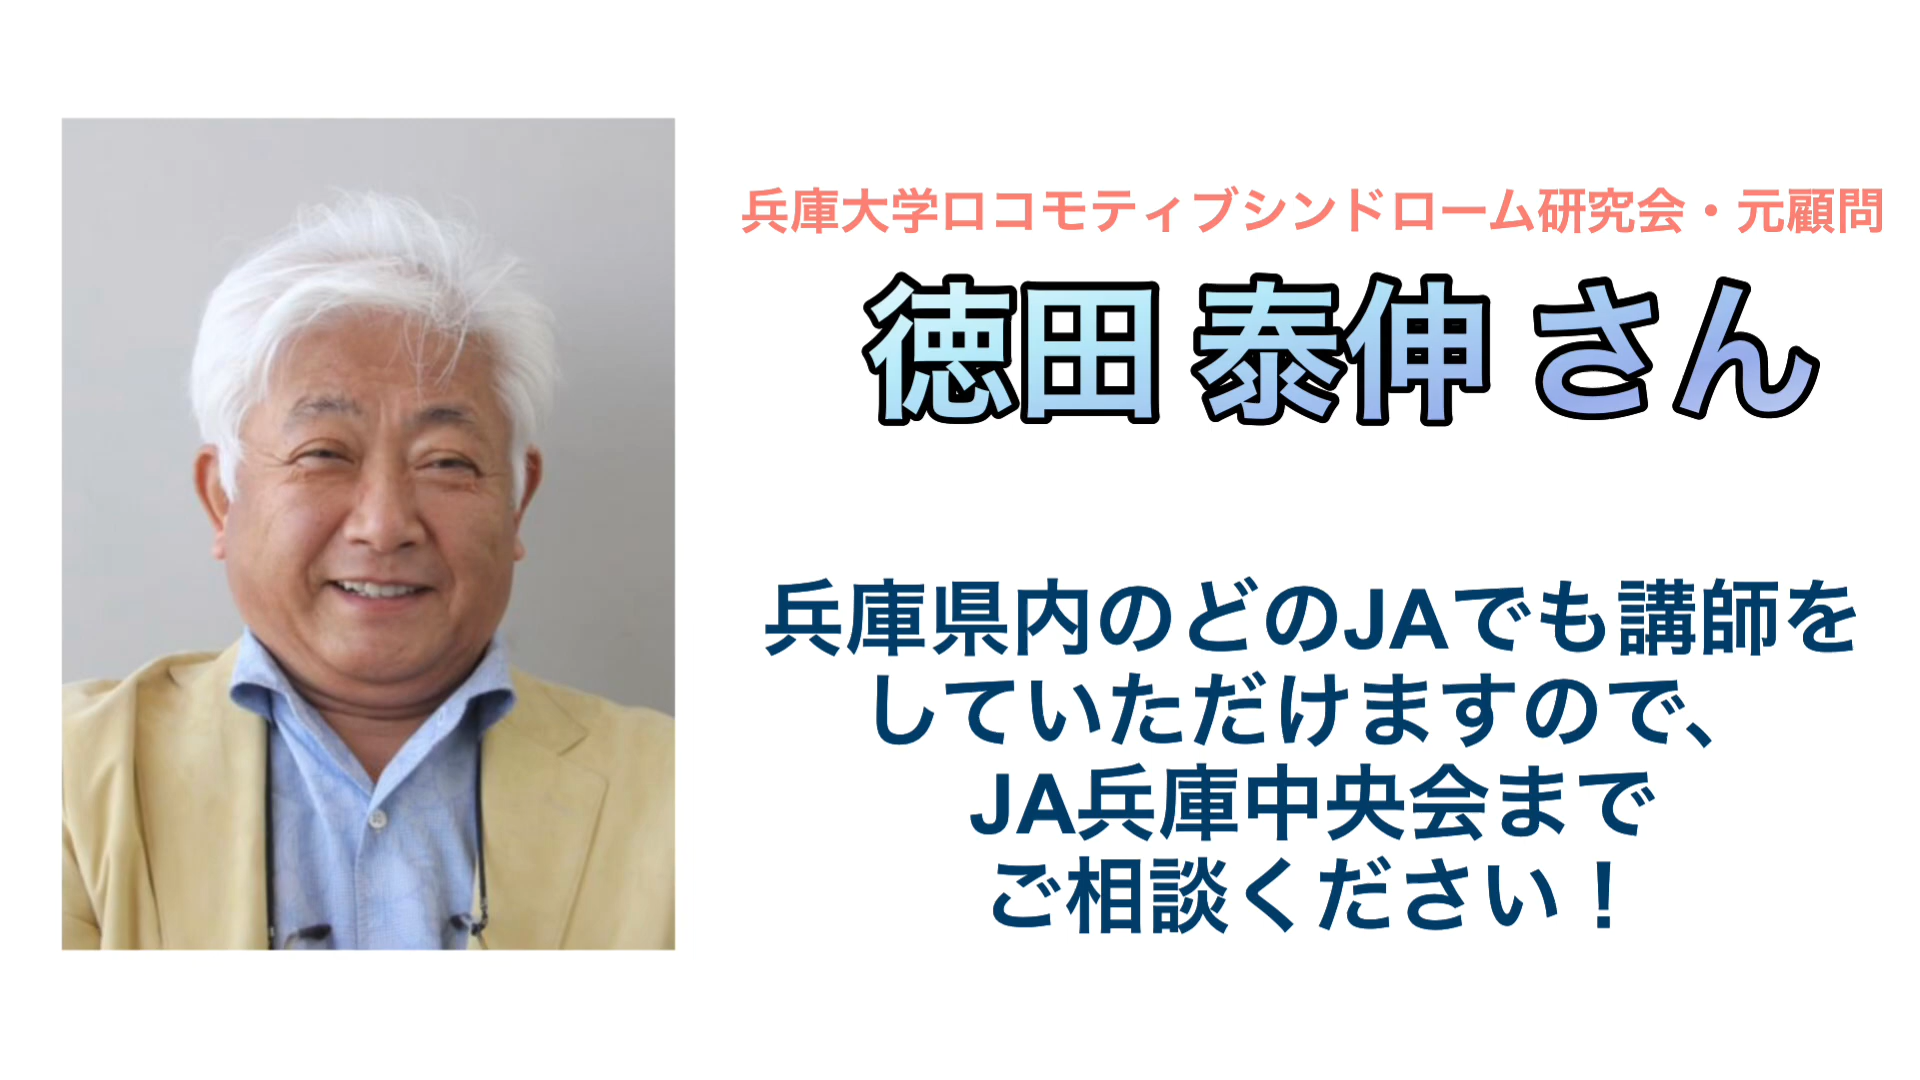 兵庫大学ロコモティブシンドローム研究会・元顧問
徳田 泰伸 さん
兵庫県内のどのJAでも講師を
していただけますので、
JA兵庫中央会まで
ご相談ください！